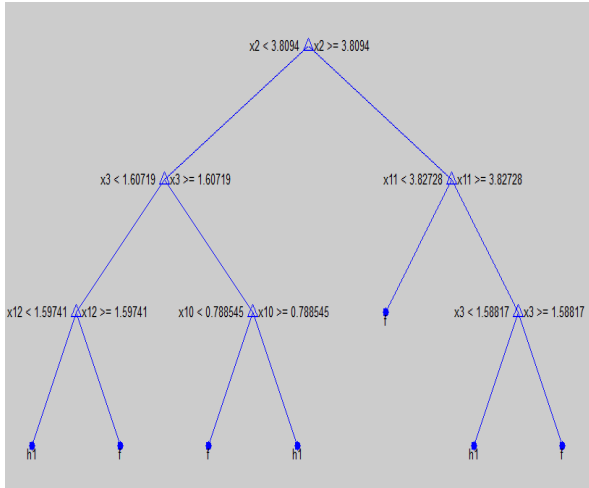 x2 < 3.8094 x2 >= 3.8094
x3 < 1.60719 x3 >= 1.60719
x11 < 3.82728 x11 >= 3.82728
x12 < 1.59741 x12 >= 1.59741
x10 < 0.788545 x10 >= 0.788545
f
x3 < 1.58817 x3 >= 1.58817
h1
f
f
h1
h1
f